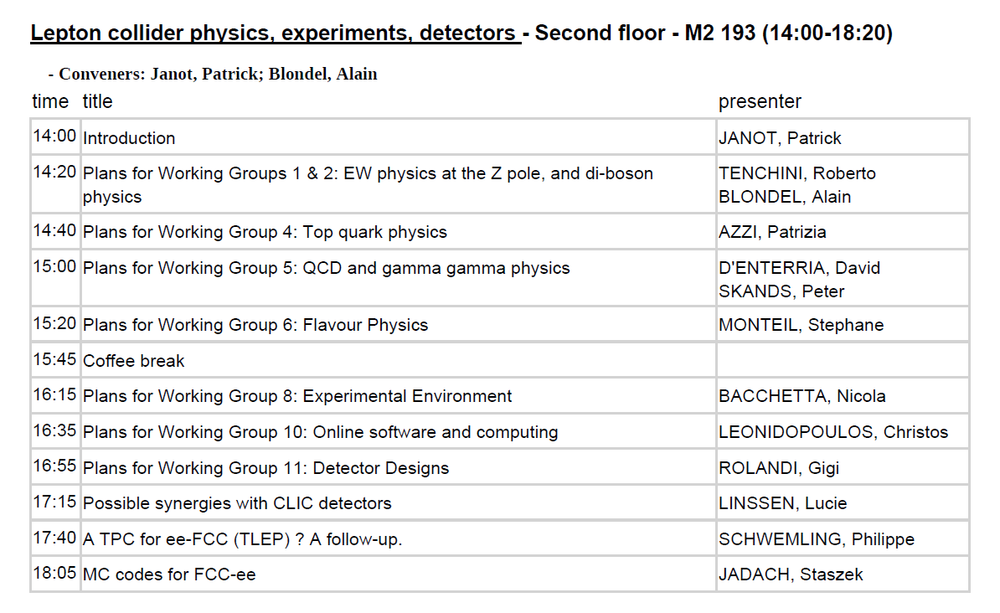 Lepton collider physics, experiments, detectors - Second floor - M2 193 (14:00-18:20)
- Conveners: Janot, Patrick; Blondel, Alain
time title presenter
14:00 Introduction JANOT, Patrick
14:20 Plans for Working Groups 1 & 2: EW physics at the Z pole, and di-boson TENCHINI, Roberto
physics BLONDEL, Alain
14:40 Plans for Working Group 4: Top quark physics AZZI, Patrizia
15:00 Plans for Working Group 5: QCD and gamma gamma physics D'ENTERRIA, David
SKANDS, Peter
15:20 Plans for Working Group 6: Flavour Physics MONTEIL, Stephane
15:45 Coffee break
16:15 Plans for Working Group 8: Experimental Environment BACCHETTA, Nicola
16:35 Plans for Working Group 10: Online software and computing LEONIDOPOULOS, Christos
16:55 Plans for Working Group 11: Detector Designs ROLANDI, Gigi
17:15 Possible synergies with CLIC detectors LINSSEN, Lucie
17:40 A TPC for ee-FCC (TLEP) ? A follow-up. SCHWEMLING, Philippe
18:05 MC codes for FCC-ee JADACH, Staszek